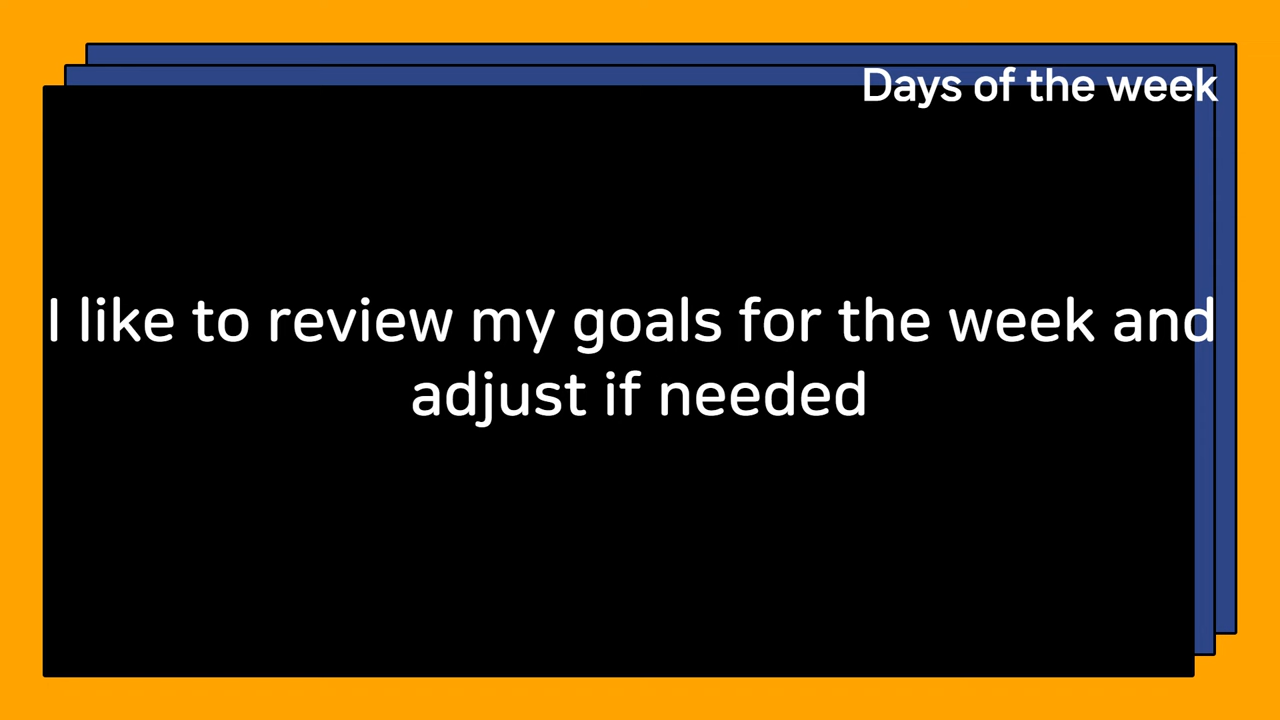 Days of the week
I like to review my goals for the week and
adjust if needed